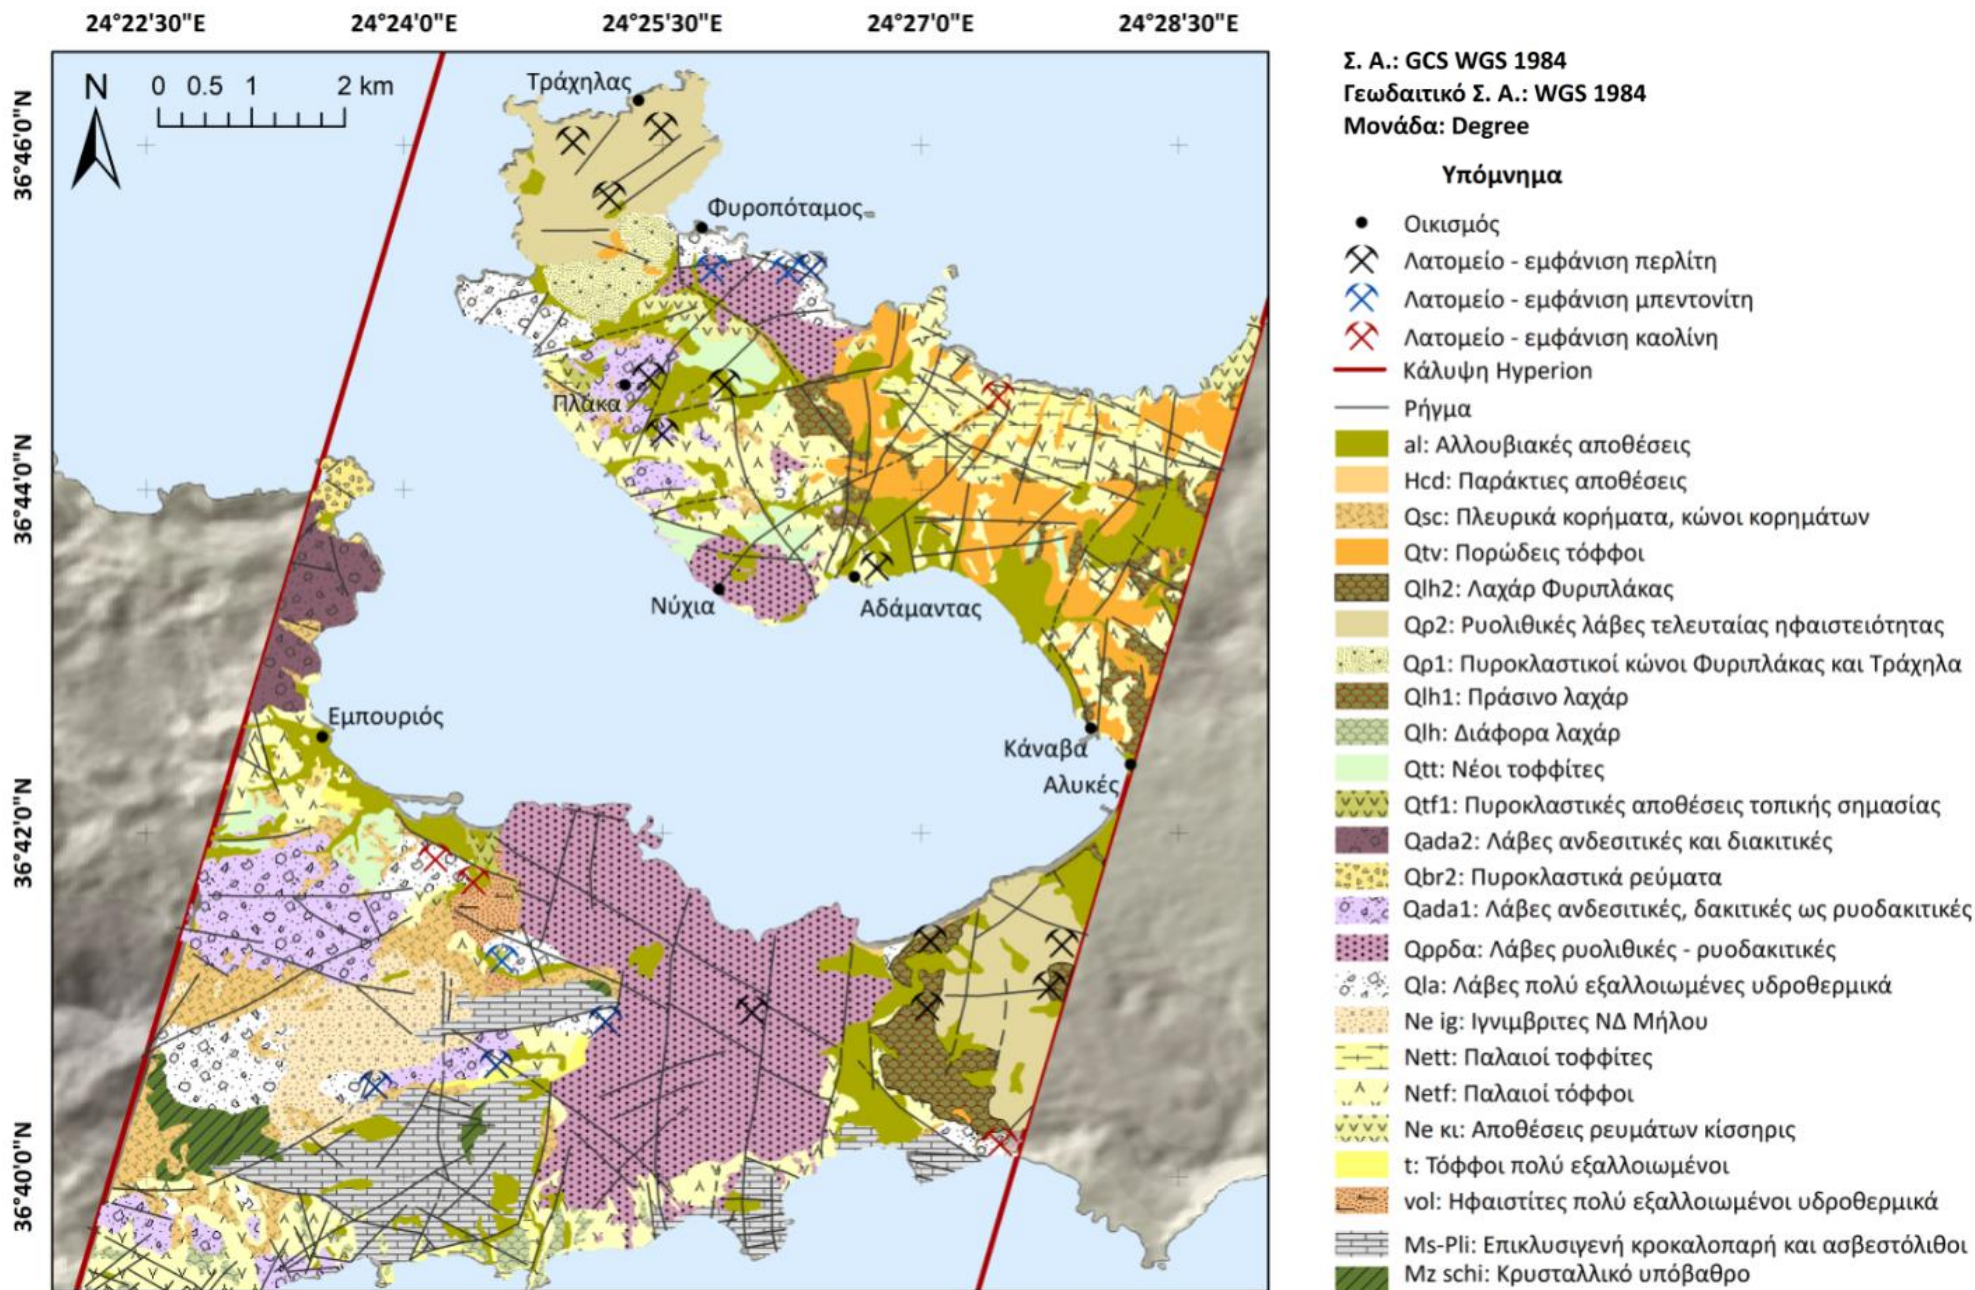 24°22'30"E 24°24'0"E 24°25'30"E 24°27'0"E 24°28'30"E
36°46'0"N
36°44'0"N
36°42'0"N
36°40'0"N
N
0 0.5 1 2 km
Τράχηλας
Φυροπόταμος
Πλάκα
Νύχια
Αδάμαντας
Εμπουριός
Κάναβα
Αλυκές
Σ. Α.: GCS WGS 1984
Γεωδαιτικό Σ. Α.: WGS 1984
Μονάδα: Degree
Υπόμνημα
Οικισμός
Λατομείο - εμφάνιση περλίτη
Λατομείο - εμφάνιση μπεντονίτη
Λατομείο - εμφάνιση καολίνη
Κάλυψη Hyperion
Ρήγμα
al: Αλλουβιακές αποθέσεις
Hcd: Παράκτιες αποθέσεις
Qsc: Πλευρικά κορήματα, κώνοι κορημάτων
Qtv: Πορώδεις τόφφοι
Qlh2: Λαχάρ Φυριπλάκας
Qρ2: Ρυολιθικές λάβες τελευταίας ηφαιστειότητας
Qρ1: Πυροκλαστικοί κώνοι Φυριπλάκας και Τράχηλα
Qlh1: Πράσινο λαχάρ
Qlh: Διάφορα λαχάρ
Qtt: Νέοι τοφφίτες
Qtf1: Πυροκλαστικές αποθέσεις τοπικής σημασίας
Qada2: Λάβες ανδεσιτικές και διακιτικές
Qbr2: Πυροκλαστικά ρεύματα
Qada1: Λάβες ανδεσιτικές, δακιτικές ως ρυοδακιτικές
Qρρδα: Λάβες ρυολιθικές - ρυοδακιτικές
Qla: Λάβες πολύ εξαλλοιωμένες υδροθερμικά
Ne ig: Ιγνιμβριτες ΝΔ Μήλου
Nett: Παλαιοί τοφφίτες
Netf: Παλαιοί τόφφοι
Ne κι: Αποθέσεις ρευμάτων κίσσηρις
t: Τόφφοι πολύ εξαλλοιωμένοι
vol: Ηφαιστίτες πολύ εξαλλοιωμένοι υδροθερμικά
Ms-Pli: Επικλυσιγενή κροκαλοπαρή και ασβεστόλιθοι
Mz schi: Κρυσταλλικό υπόβαθρο